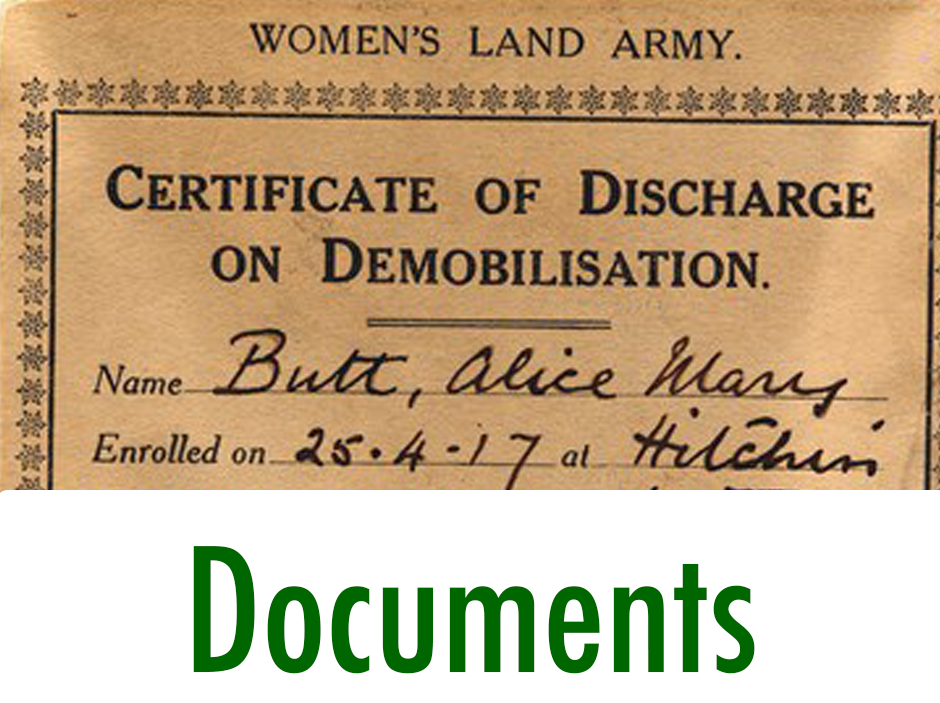 WOMEN'S LAND ARMY.
CERTIFICATE OF DISCHARGE
ON DEMOBILISATION.
Name Butt, Alice Mary
Enrolled on 25.4-17 at Hitchin
Documents